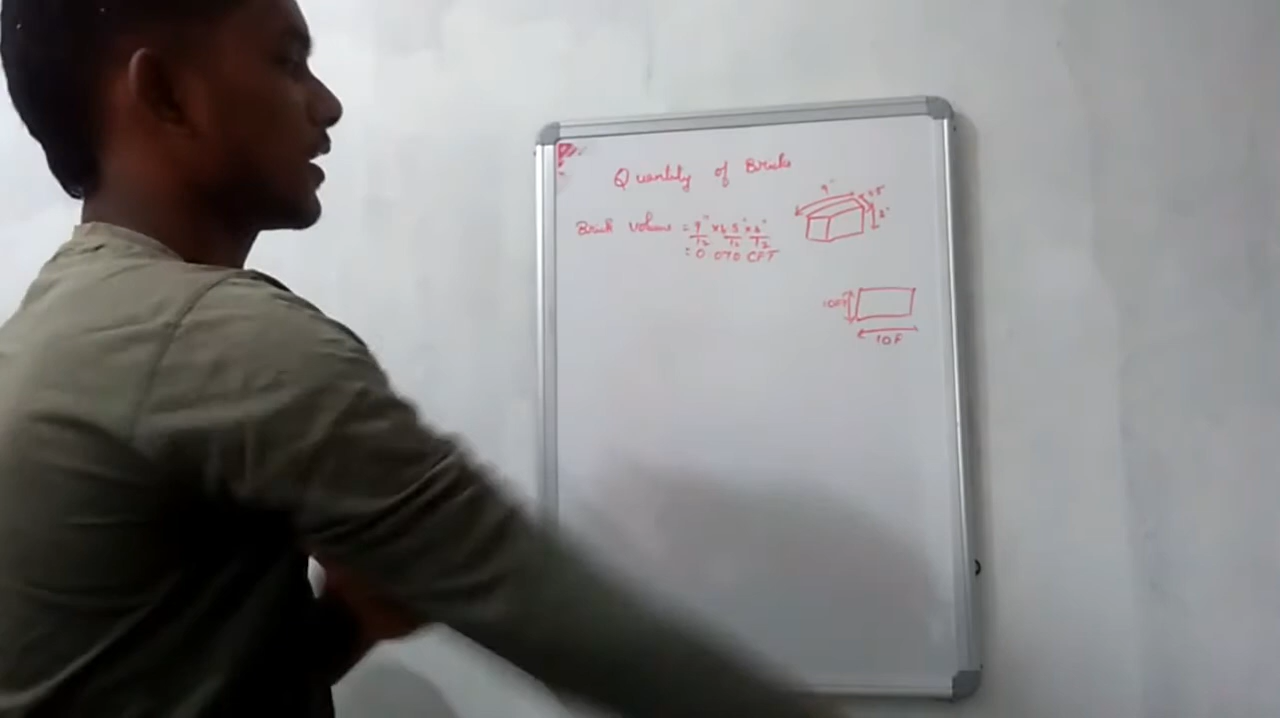 Quantity of Bricks
Brick Volume = 9"/12 × 4.5"/12 × 3"/12
= 0.070 CFT
9"
4.5"
3"
10F
10F